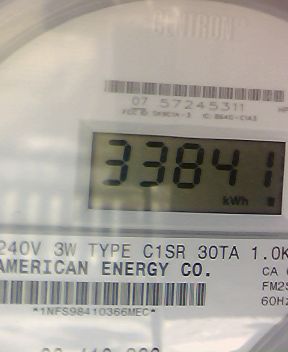 CENTRON
07 57245311
33841
kWh
240V 3W TYPE C1SR 30TA 1.0K
AMERICAN ENERGY CO.
CA
FM2S
60Hz
*1NFS98410366MEC*